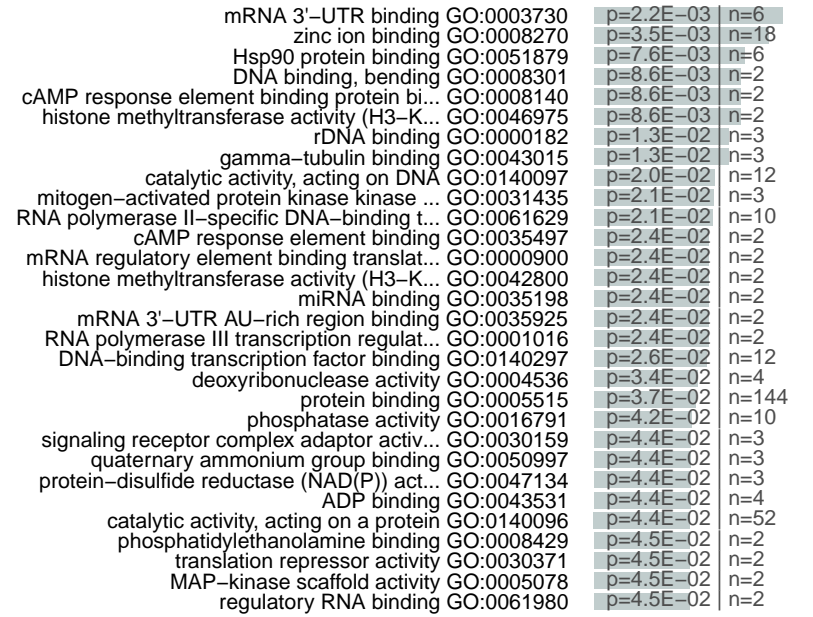 mRNA 3'−UTR binding GO:0003730 p=2.2E−03 | n=6
zinc ion binding GO:0008270 p=3.5E−03 | n=18
Hsp90 protein binding GO:0051879 p=7.6E−03 | n=6
DNA binding, bending GO:0008301 p=8.6E−03 | n=2
cAMP response element binding protein bi... GO:0008140 p=8.6E−03 | n=2
histone methyltransferase activity (H3−K... GO:0046975 p=8.6E−03 | n=2
rDNA binding GO:0000182 p=1.3E−02 | n=3
gamma−tubulin binding GO:0043015 p=1.3E−02 | n=3
catalytic activity, acting on DNA GO:0140097 p=2.0E−02 | n=12
mitogen−activated protein kinase kinase ... GO:0031435 p=2.1E−02 | n=3
RNA polymerase II−specific DNA−binding t... GO:0061629 p=2.1E−02 | n=10
cAMP response element binding GO:0035497 p=2.4E−02 | n=2
mRNA regulatory element binding translat... GO:0000900 p=2.4E−02 | n=2
histone methyltransferase activity (H3−K... GO:0042800 p=2.4E−02 | n=2
miRNA binding GO:0035198 p=2.4E−02 | n=2
mRNA 3'−UTR AU−rich region binding GO:0035925 p=2.4E−02 | n=2
RNA polymerase III transcription regulat... GO:0001016 p=2.4E−02 | n=2
DNA−binding transcription factor binding GO:0140297 p=2.6E−02 | n=12
deoxyribonuclease activity GO:0004536 p=3.4E−02 | n=4
protein binding GO:0005515 p=3.7E−02 | n=144
phosphatase activity GO:0016791 p=4.2E−02 | n=10
signaling receptor complex adaptor activ... GO:0030159 p=4.4E−02 | n=3
quaternary ammonium group binding GO:0050997 p=4.4E−02 | n=3
protein−disulfide reductase (NAD(P)) act... GO:0047134 p=4.4E−02 | n=3
ADP binding GO:0043531 p=4.4E−02 | n=4
catalytic activity, acting on a protein GO:0140096 p=4.4E−02 | n=52
phosphatidylethanolamine binding GO:0008429 p=4.5E−02 | n=2
translation repressor activity GO:0030371 p=4.5E−02 | n=2
MAP−kinase scaffold activity GO:0005078 p=4.5E−02 | n=2
regulatory RNA binding GO:0061980 p=4.5E−02 | n=2